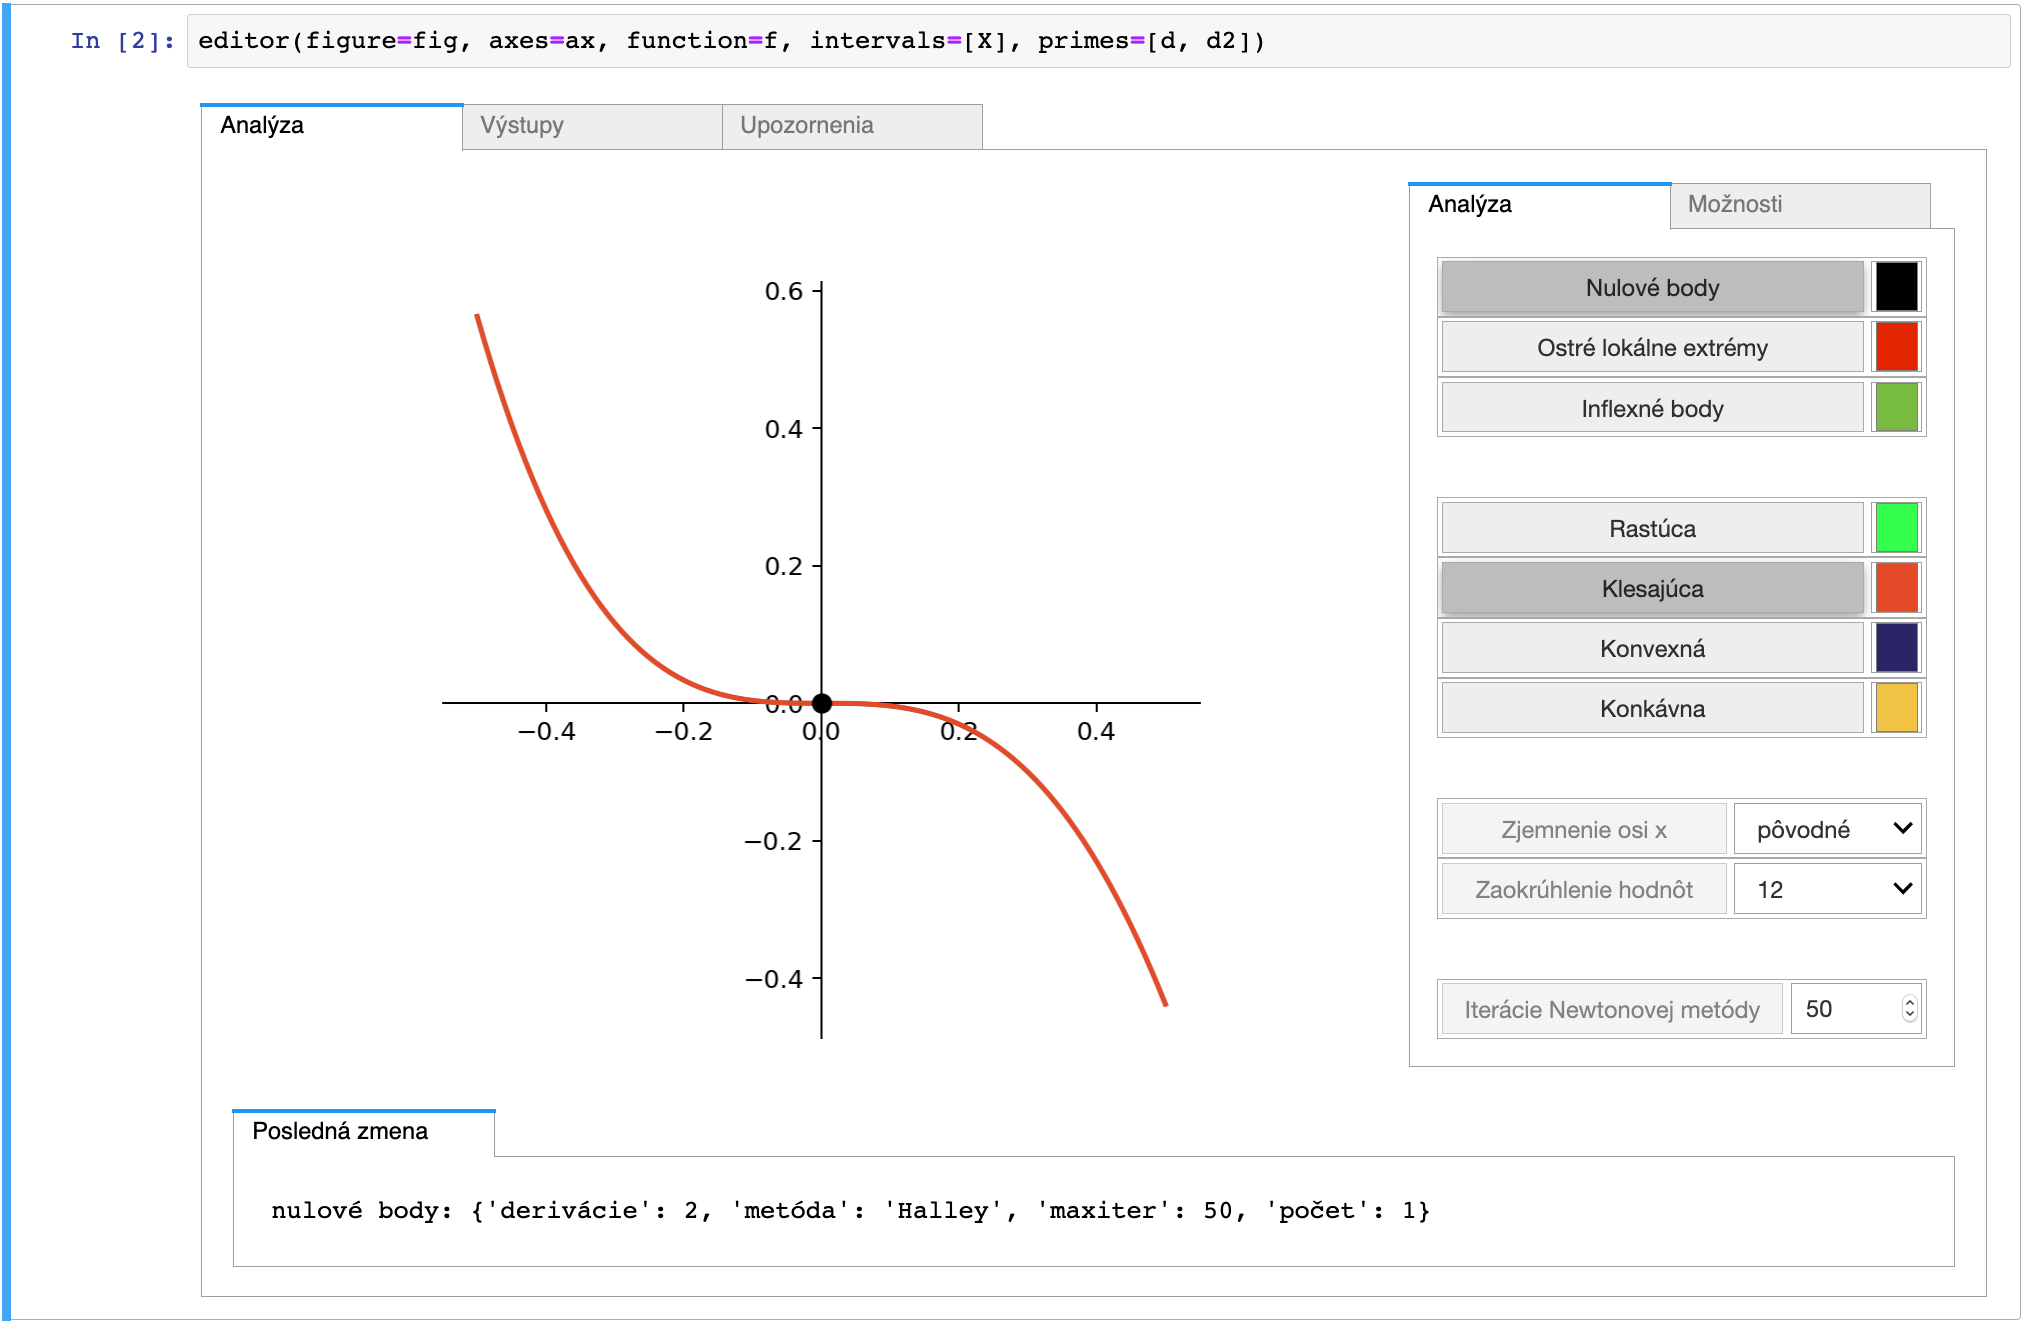 In [2]: editor(figure=fig, axes=ax, function=f, intervals=[X], primes=[d, d2])
Analýza Výstupy Upozornenia
Analýza Možnosti
Nulové body
Ostré lokálne extrémy
Inflexné body
Rastúca
Klesajúca
Konvexná
Konkávna
Zjemnenie osi x pôvodné
Zaokrúhlenie hodnôt 12
Iterácie Newtonovej metódy 50
0.6
0.4
0.2
0.0
−0.4 −0.2 0.0 0.2 0.4
−0.2
−0.4
Posledná zmena
nulové body: {'derivácie': 2, 'metóda': 'Halley', 'maxiter': 50, 'počet': 1}